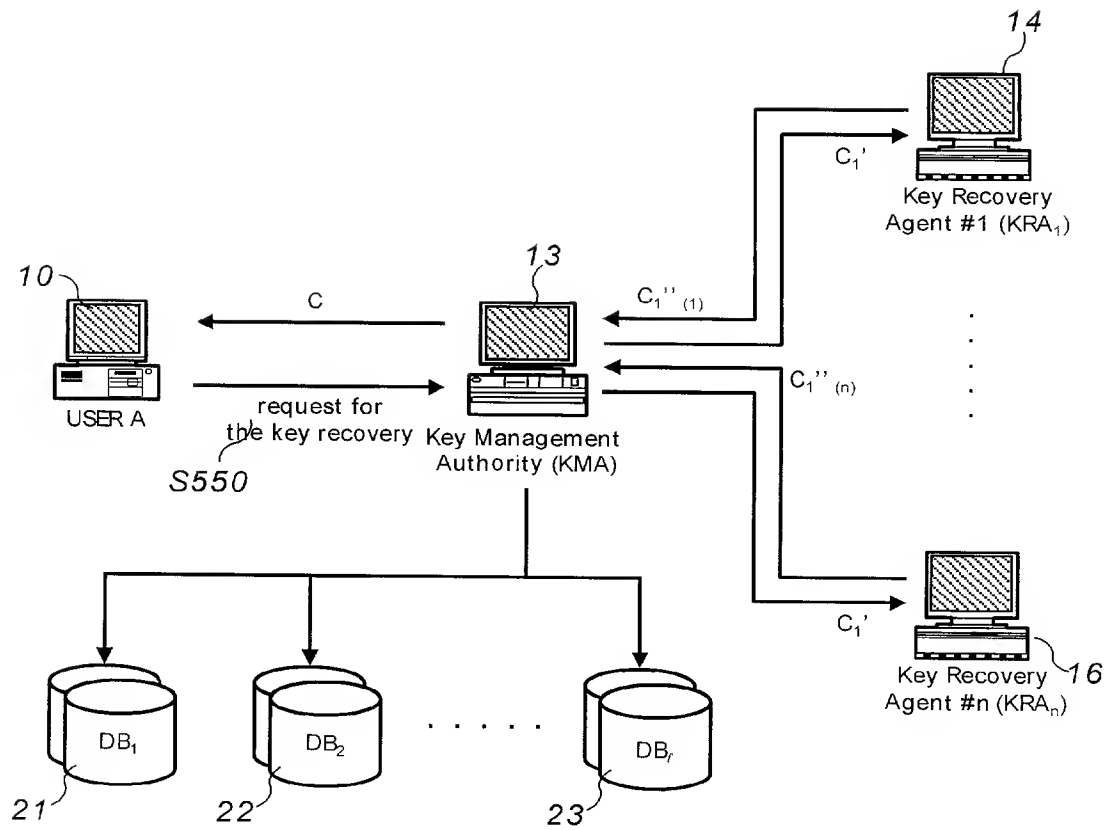 14
C₁'
Key Recovery
Agent #1 (KRA₁)
10
13
C
C₁''₍₁₎
USER A
request for
the key recovery
S550
Key Management
Authority (KMA)
C₁''₍ₙ₎
C₁'
16
Key Recovery
Agent #n (KRAₙ)
DB₁
DB₂
. . . . .
DBℓ
21
22
23